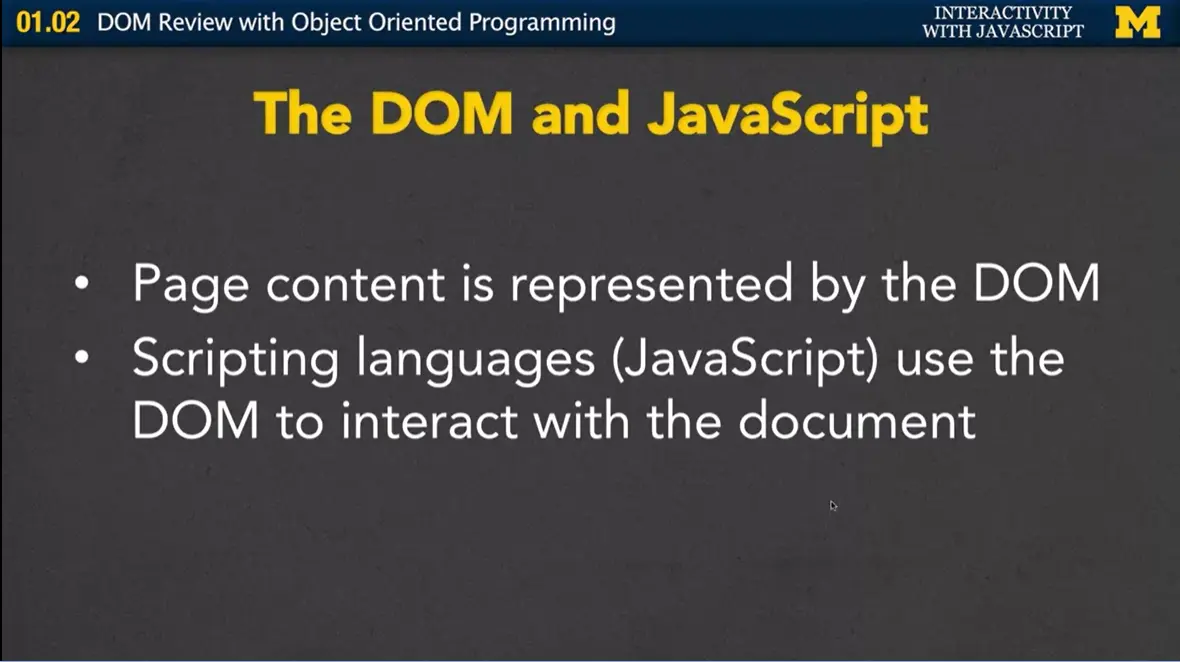 01.02 DOM Review with Object Oriented Programming
INTERACTIVITY
WITH JAVASCRIPT
M
The DOM and JavaScript
• Page content is represented by the DOM
• Scripting languages (JavaScript) use the
DOM to interact with the document